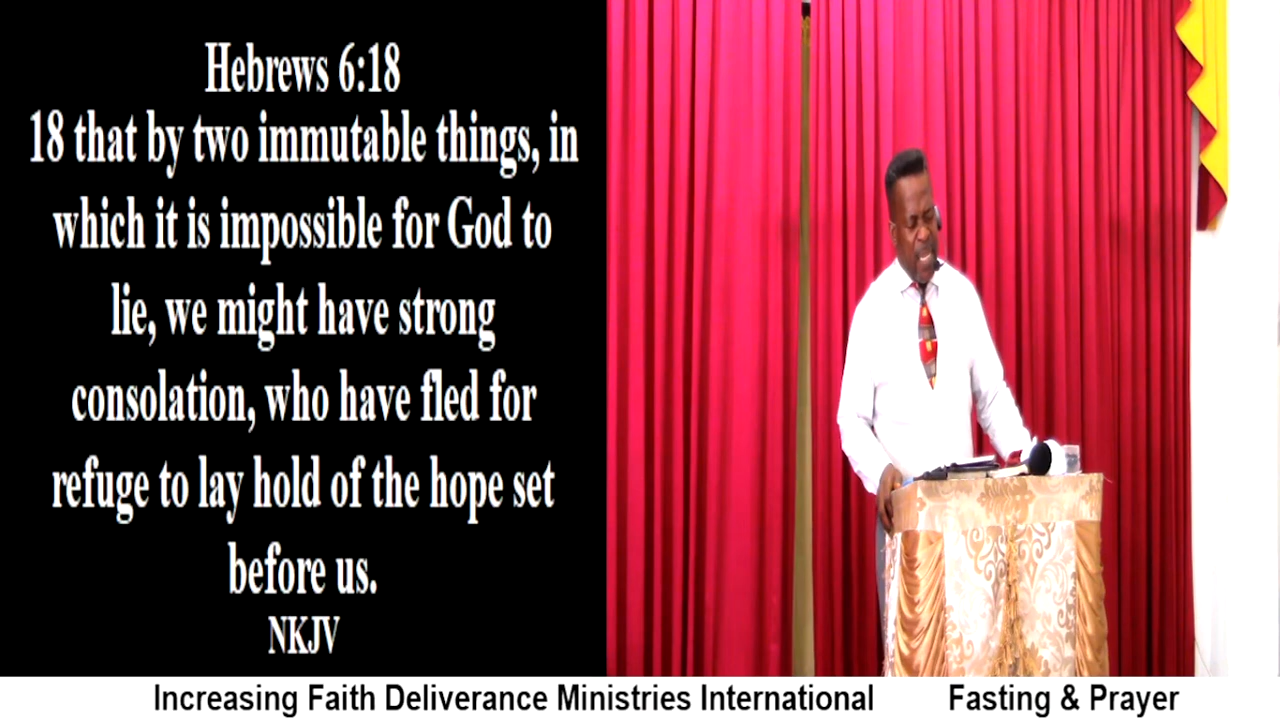 Hebrews 6:18
18 that by two immutable things, in
which it is impossible for God to
lie, we might have strong
consolation, who have fled for
refuge to lay hold of the hope set
before us.
NKJV
Increasing Faith Deliverance Ministries International Fasting & Prayer